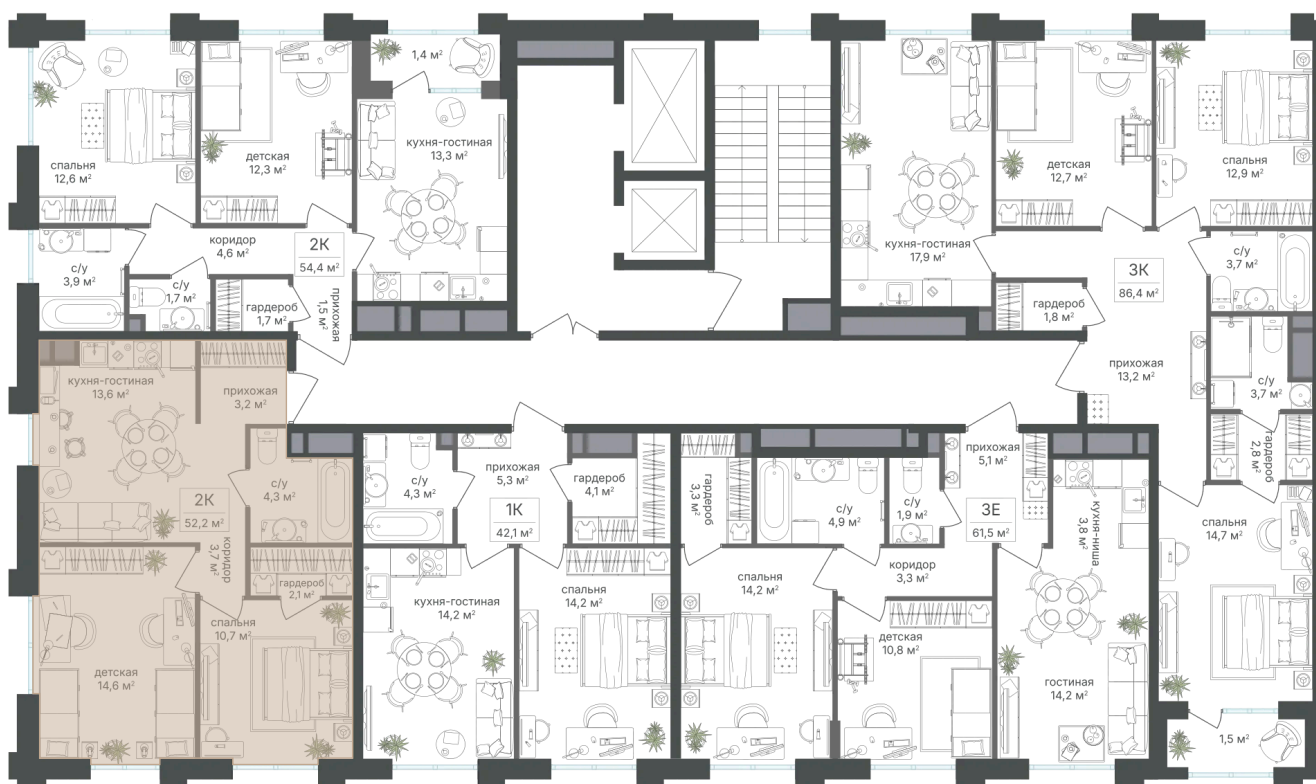 спальня
12,6 м²
детская
12,3 м²
1,4 м²
кухня-гостиная
13,3 м²
коридор
4,6 м²
2К
54,4 м²
с/у
3,9 м²
с/у
1,7 м²
гардероб
1,7 м²
прихожая
1,5 м²
кухня-гостиная
17,9 м²
детская
12,7 м²
спальня
12,9 м²
3К
86,4 м²
с/у
3,7 м²
гардероб
1,8 м²
прихожая
13,2 м²
с/у
3,7 м²
гардероб
2,8 м²
спальня
14,7 м²
1,5 м²
кухня-гостиная
13,6 м²
прихожая
3,2 м²
2К
52,2 м²
с/у
4,3 м²
коридор
3,7 м²
гардероб
2,1 м²
спальня
10,7 м²
детская
14,6 м²
с/у
4,3 м²
прихожая
5,3 м²
1К
42,1 м²
гардероб
4,1 м²
кухня-гостиная
14,2 м²
спальня
14,2 м²
гардероб
3,3 м²
с/у
4,9 м²
с/у
1,9 м²
прихожая
5,1 м²
3Е
61,5 м²
кухня-ниша
3,8 м²
коридор
3,3 м²
спальня
14,2 м²
детская
10,8 м²
гостиная
14,2 м²